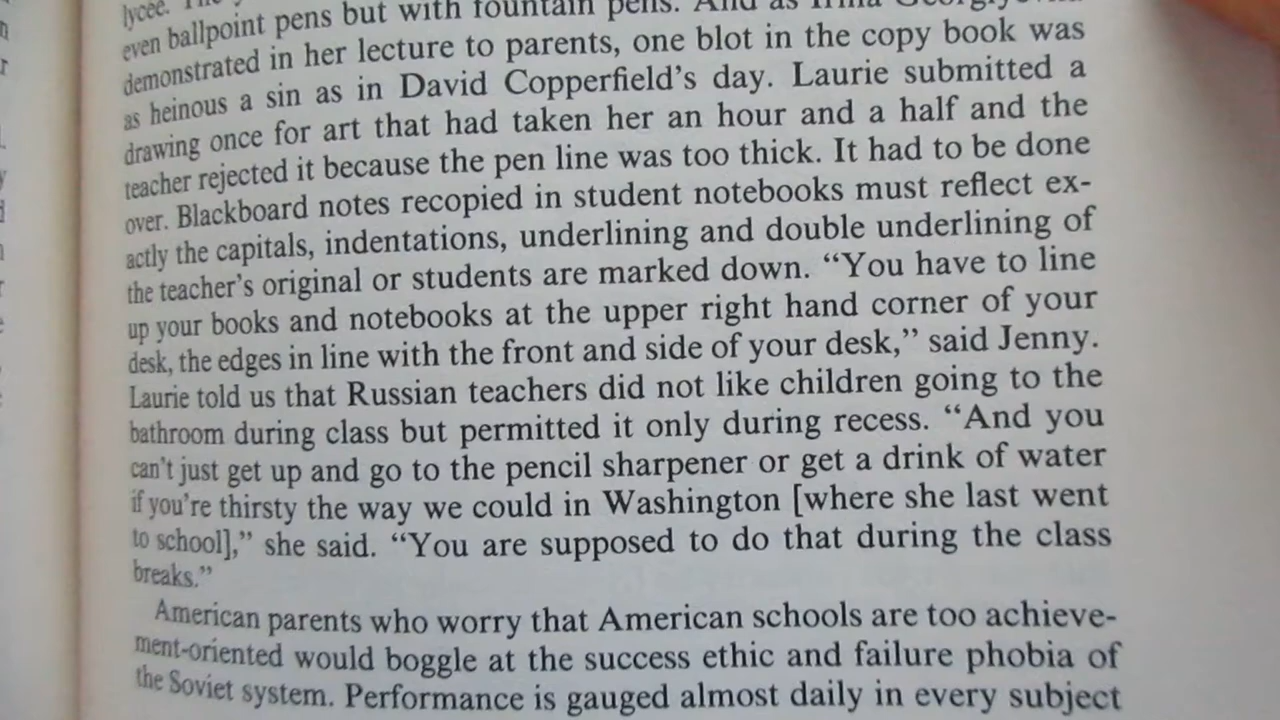 lycée.
even ballpoint pens but with fountain pens. And as Irina
demonstrated in her lecture to parents, one blot in the copy book was
as heinous a sin as in David Copperfield's day. Laurie submitted a
drawing once for art that had taken her an hour and a half and the
teacher rejected it because the pen line was too thick. It had to be done
over. Blackboard notes recopied in student notebooks must reflect ex-
actly the capitals, indentations, underlining and double underlining of
the teacher's original or students are marked down. “You have to line
up your books and notebooks at the upper right hand corner of your
desk, the edges in line with the front and side of your desk,” said Jenny.
Laurie told us that Russian teachers did not like children going to the
bathroom during class but permitted it only during recess. “And you
can't just get up and go to the pencil sharpener or get a drink of water
if you're thirsty the way we could in Washington [where she last went
to school],” she said. “You are supposed to do that during the class
breaks.”
American parents who worry that American schools are too achieve-
ment-oriented would boggle at the success ethic and failure phobia of
the Soviet system. Performance is gauged almost daily in every subject